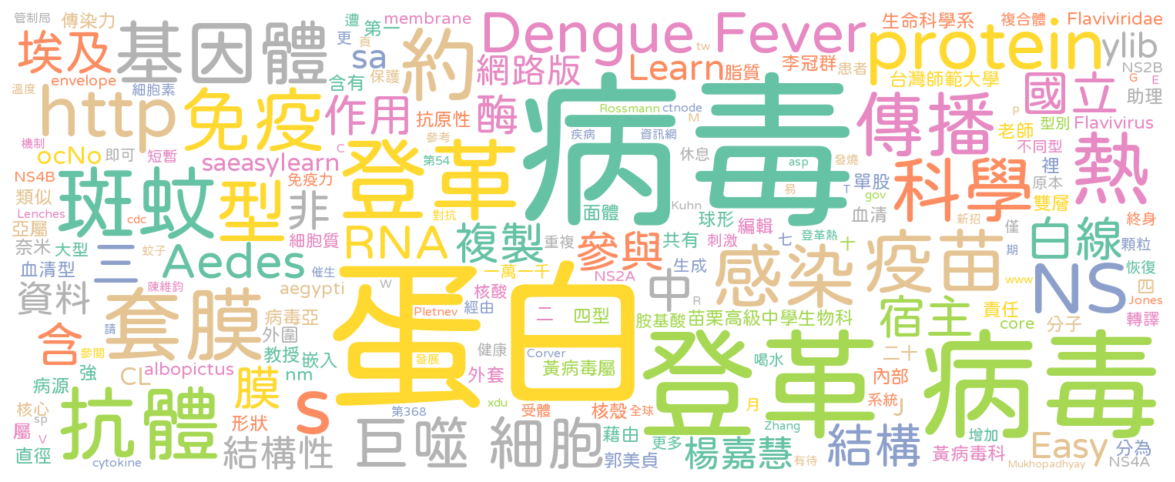 管制局 傳染力 遭 第一 membrane Dengue Fever 生命科學系 複合體 Flaviviridae
埃及 基因體 更 頁 sa 約 網路版 Learn 脂質 tw 李冠群 患者 protein ylib
envelope 細胞素 含有 保護 台灣師範大學 NS2B
溫度 http 免疫 作用 抗原性 酶 病毒 Rossmann ctnode M 傳播 國立 G E 助理
機制 ocNo 即可 短暫 saeasylearn C 參考 疾病 資訊網 老師 p 型別 Flavivirus
NS4B 免疫力 登革 第54 休息 asp 發燒 不同型 熱
類似 斑蚊 型 非 對抗 面體 Kuhn 易 T gov 單股 科學 裡 原本 雙層
Lenches cdc 細胞質 RNA 複製 重複 參與 共有 球形 刺激 編輯 血清 新招 僅 終身
亞屬 奈米 大型 蚊子 三 Aedes 七 登革熱 十 白線 顆粒
血清型 催生 一萬一千 NS2A 中 生成 感染 疫苗 期 恢復
資料 陳維鈞 aegypti W Pletnev 經由 核酸 R www NS 四 Jones
套膜 病毒亞 蛋白 二 四型 胺基酸 苗栗高級中學生物科 宿主 責任 core 分子 轉譯
含 請 參閱 外圍 教授 嵌入 發展 健康 Corver 黃病毒屬 喝水 二十
病源 強 CL albopictus nm 外套 登革病毒 內部
核心 sp 抗體 膜 形狀 S 第368 xdu 受體 核殼 全球 月 系統 J
屬 V 結構性 巨噬 細胞 藉由 更多 Zhang 楊嘉慧 結構 增加 Easy 分為
直徑 cytokine 郭美貞 有待 黃病毒科 Mukhopadhyay NS4A